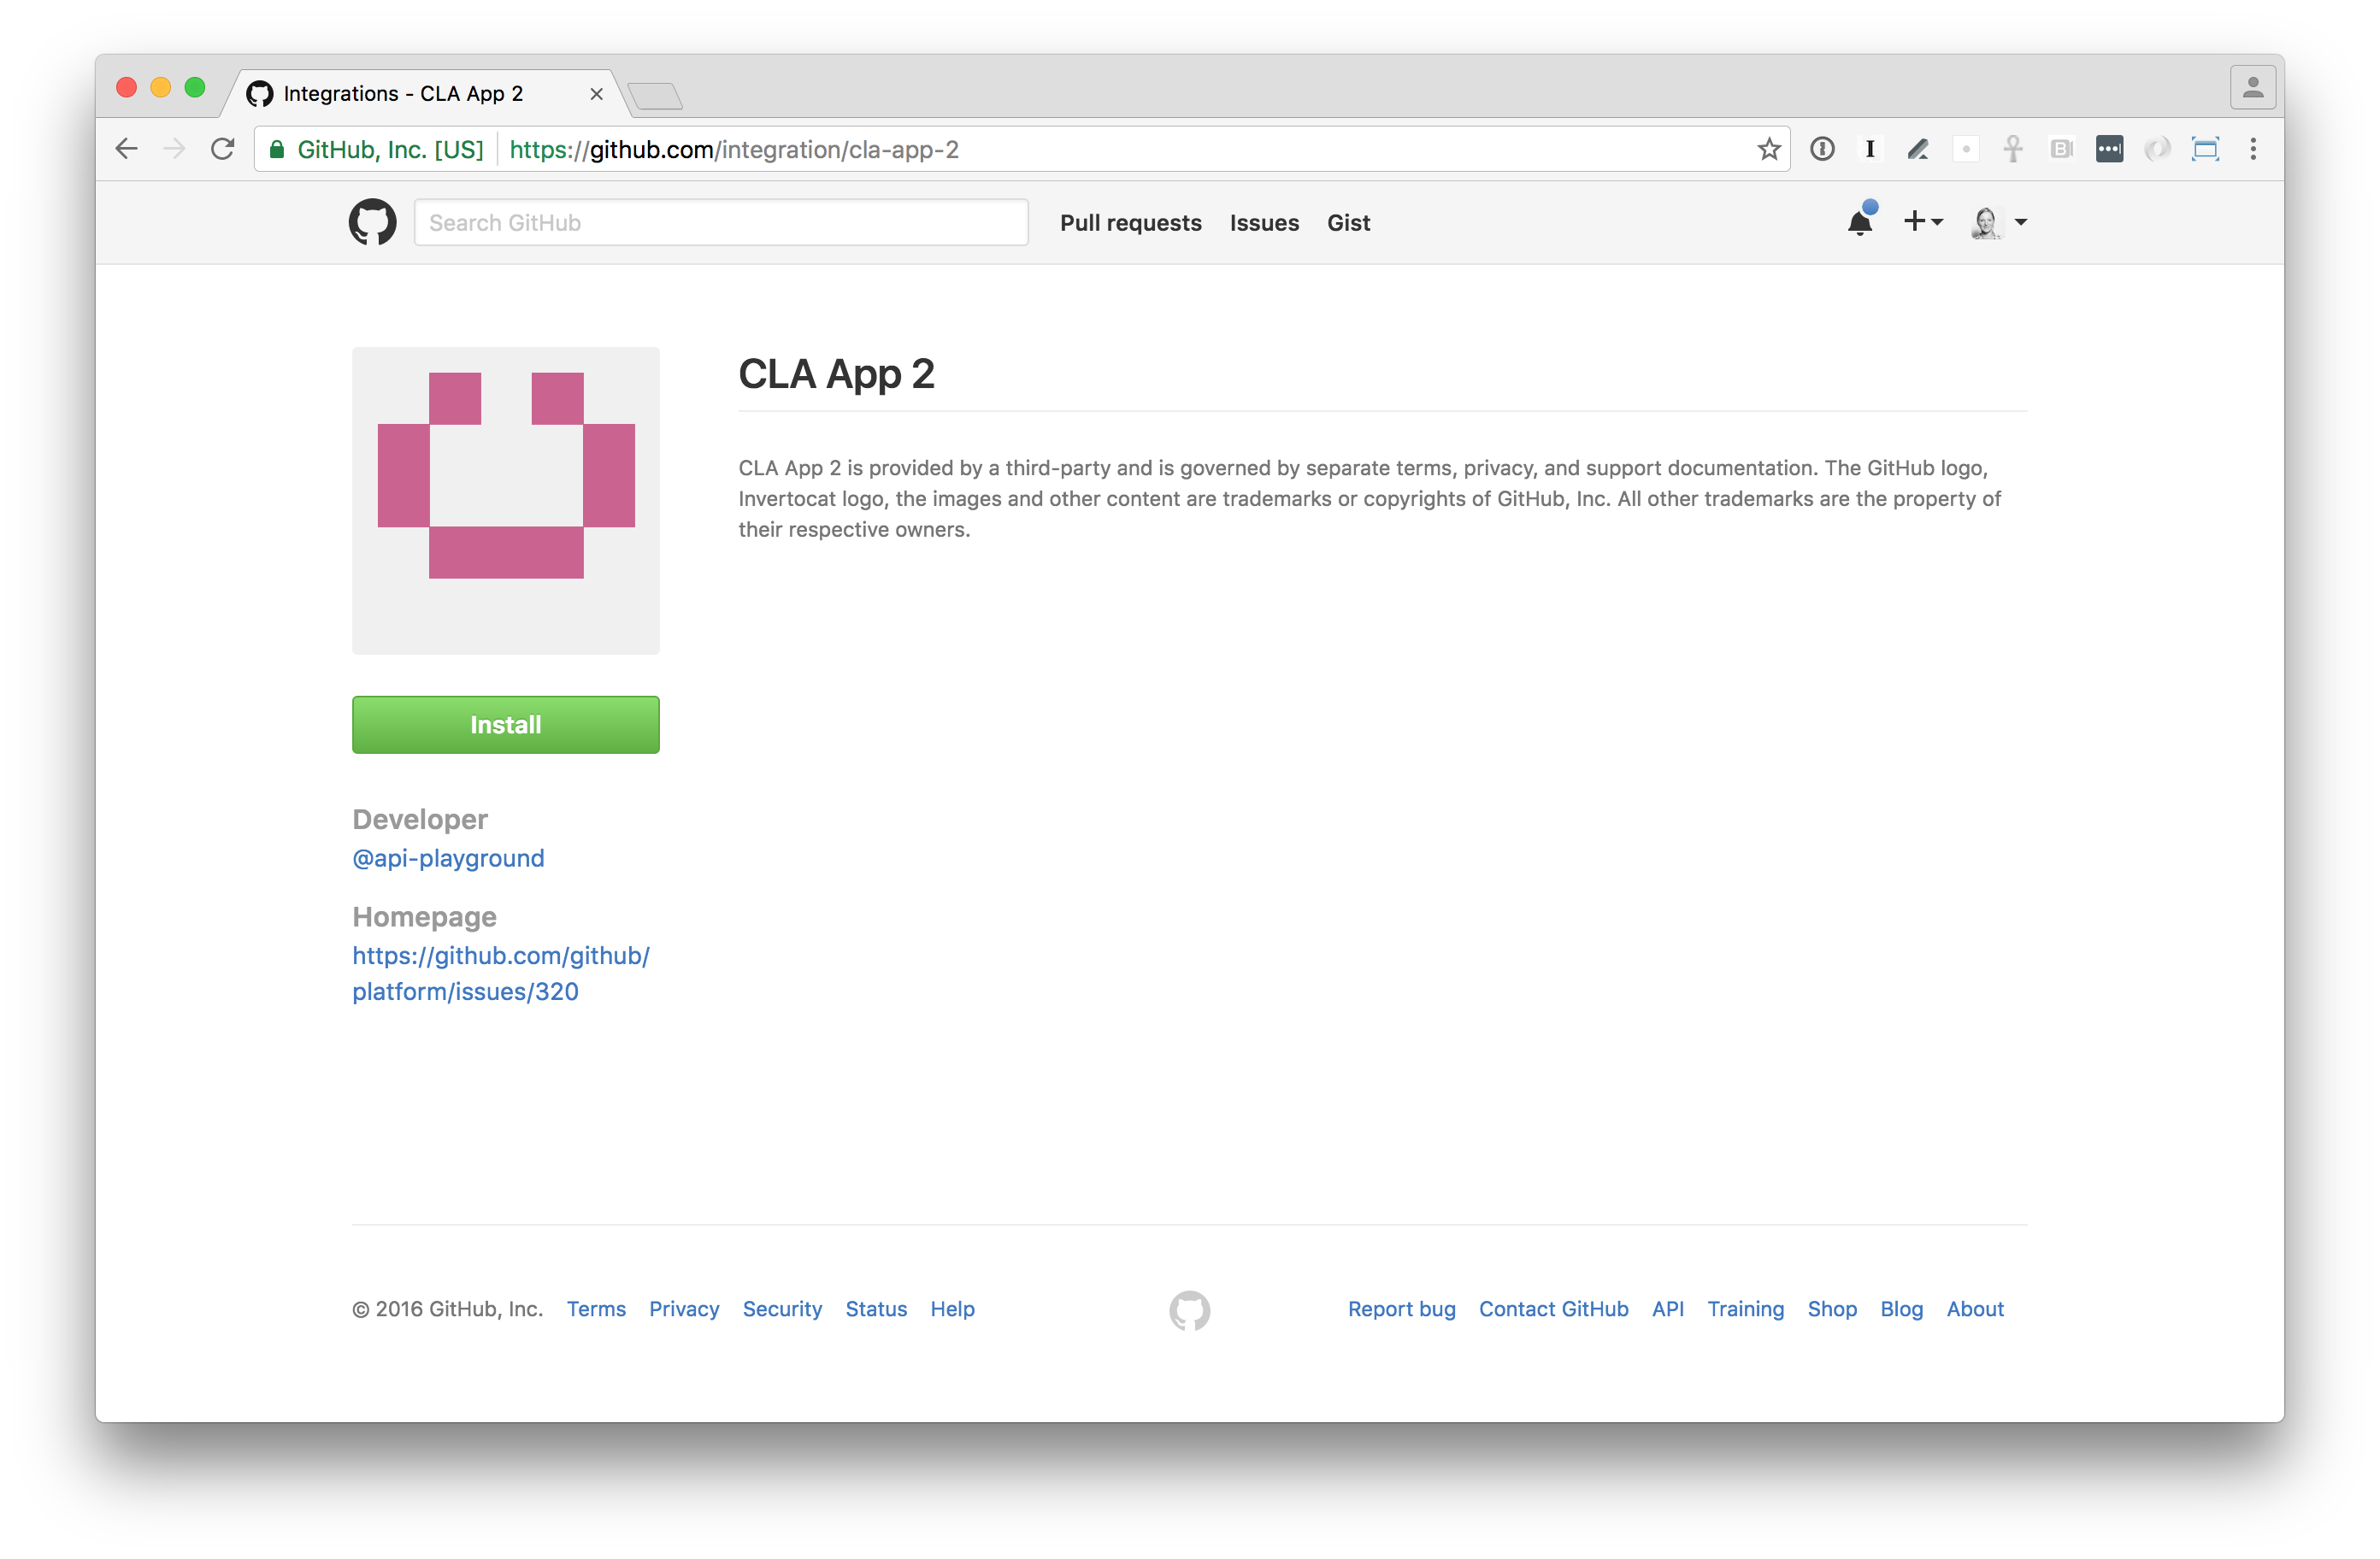 Integrations - CLA App 2
GitHub, Inc. [US] https://github.com/integration/cla-app-2
Search GitHub
Pull requests Issues Gist
CLA App 2
CLA App 2 is provided by a third-party and is governed by separate terms, privacy, and support documentation. The GitHub logo,
Invertocat logo, the images and other content are trademarks or copyrights of GitHub, Inc. All other trademarks are the property of
their respective owners.
Install
Developer
@api-playground
Homepage
https://github.com/github/
platform/issues/320
© 2016 GitHub, Inc. Terms Privacy Security Status Help
Report bug Contact GitHub API Training Shop Blog About